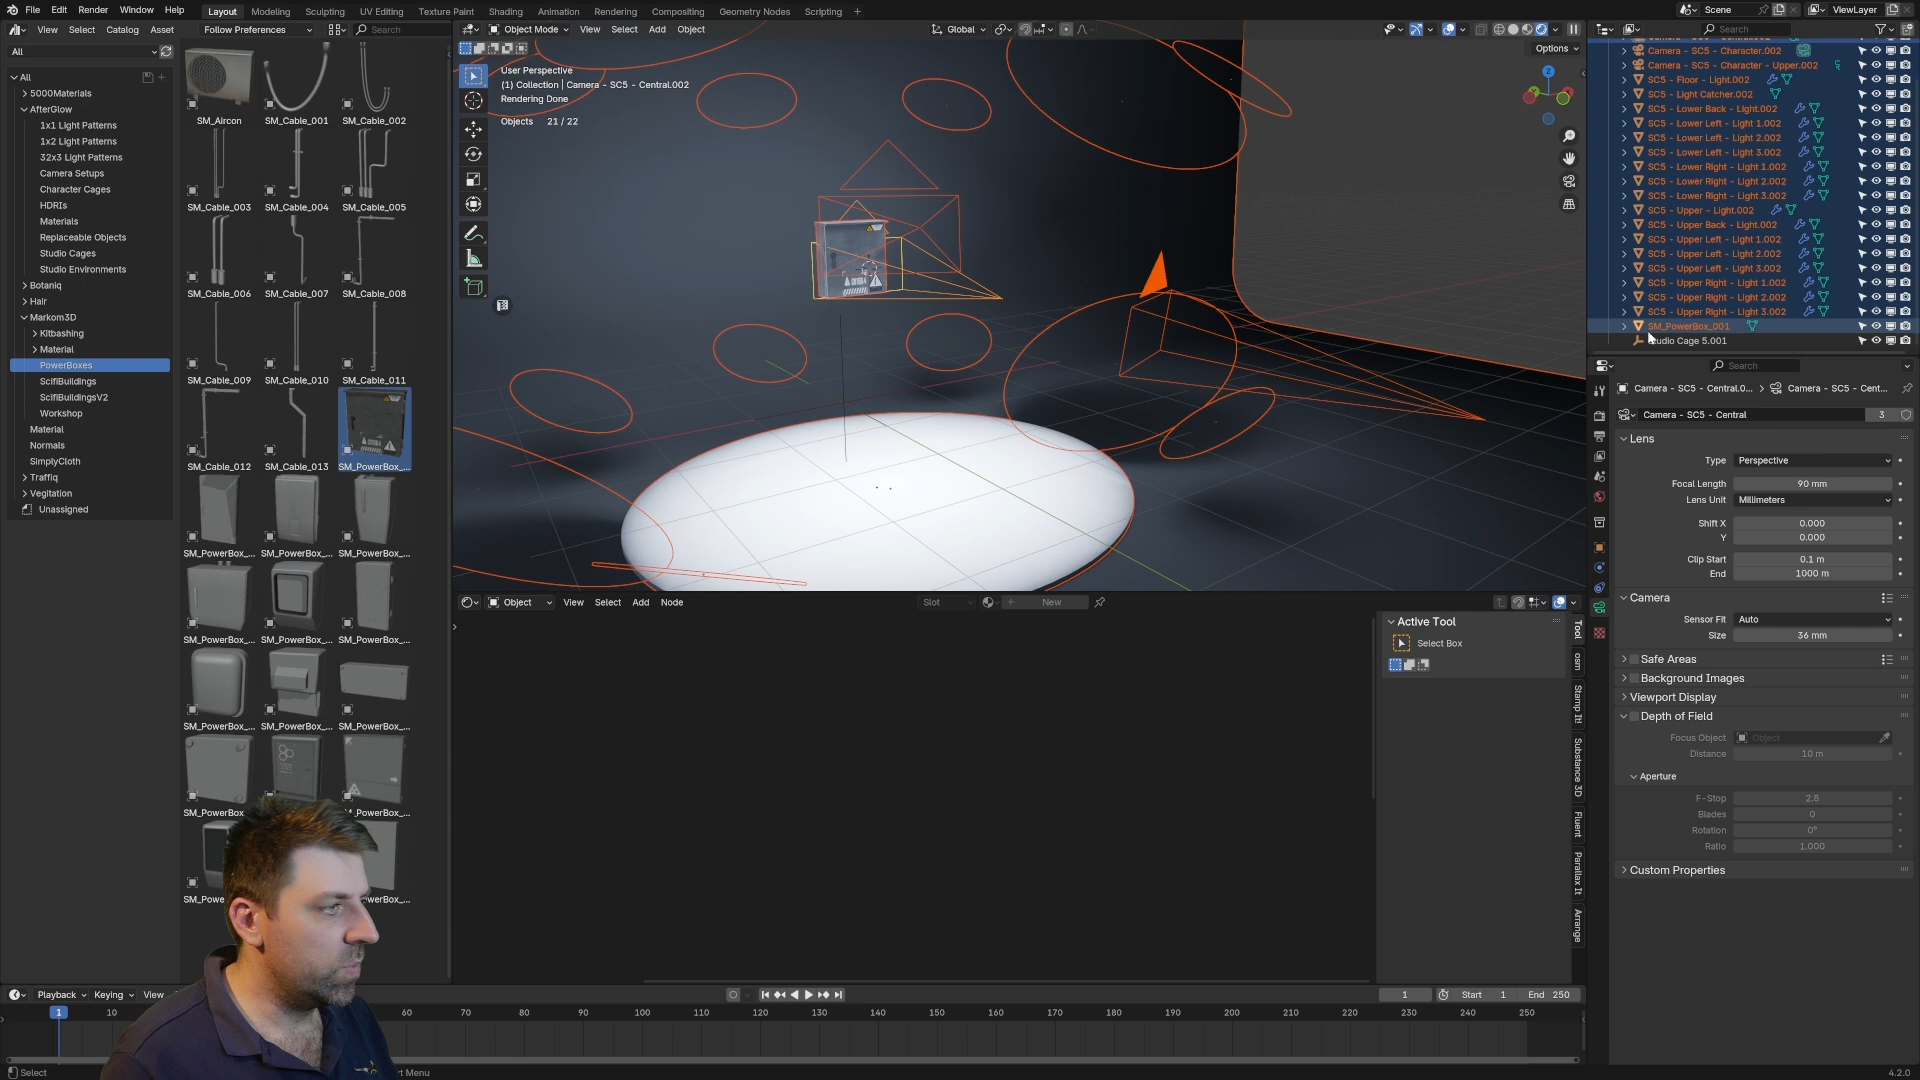 File Edit Render Window Help Layout Modeling Sculpting UV Editing Texture Paint Shading Animation Rendering Compositing Geometry Nodes Scripting + Scene ViewLayer
View Select Catalog Asset Follow Preferences Search Object Mode View Select Add Object Global Search
All
Options
All
5000Materials
AfterGlow
1x1 Light Patterns
1x2 Light Patterns
32x3 Light Patterns
Camera Setups
Character Cages
HDRIs
Materials
Replaceable Objects
Studio Cages
Studio Environments
Botaniq
Hair
Markom3D
Kitbashing
Material
PowerBoxes
ScifiBuildings
ScifiBuildingsV2
Workshop
Material
Normals
SimplyCloth
Traffiq
Vegitation
Unassigned
SM_Aircon SM_Cable_001 SM_Cable_002
SM_Cable_003 SM_Cable_004 SM_Cable_005
SM_Cable_006 SM_Cable_007 SM_Cable_008
SM_Cable_009 SM_Cable_010 SM_Cable_011
SM_Cable_012 SM_Cable_013 SM_PowerBox_...
SM_PowerBox_... SM_PowerBox_... SM_PowerBox_...
SM_PowerBox_... SM_PowerBox_... SM_PowerBox_...
SM_PowerBox_... SM_PowerBox_... SM_PowerBox_...
User Perspective
(1) Collection | Camera - SC5 - Central.002
Rendering Done
Objects 21 / 22
Camera - SC5 - Character.002
Camera - SC5 - Character - Upper.002
SC5 - Floor - Light.002
SC5 - Light Catcher.002
SC5 - Lower Back - Light.002
SC5 - Lower Left - Light 1.002
SC5 - Lower Left - Light 2.002
SC5 - Lower Left - Light 3.002
SC5 - Lower Right - Light 1.002
SC5 - Lower Right - Light 2.002
SC5 - Lower Right - Light 3.002
SC5 - Upper - Light.002
SC5 - Upper Back - Light.002
SC5 - Upper Left - Light 1.002
SC5 - Upper Left - Light 2.002
SC5 - Upper Left - Light 3.002
SC5 - Upper Right - Light 1.002
SC5 - Upper Right - Light 2.002
SC5 - Upper Right - Light 3.002
SM_PowerBox_001
udio Cage 5.001
Search
Camera - SC5 - Central.0... Camera - SC5 - Cent...
Camera - SC5 - Central 3
Lens
Type Perspective
Focal Length 90 mm
Lens Unit Millimeters
Shift X 0.000
Y 0.000
Clip Start 0.1 m
End 1000 m
Camera
Sensor Fit Auto
Size 36 mm
Safe Areas
Background Images
Viewport Display
Depth of Field
Focus Object Object
Distance 10 m
Aperture
F-Stop 2.8
Blades 0
Rotation 0°
Ratio 1.000
Custom Properties
Object View Select Add Node Slot New
Active Tool
Select Box
Tool
osm
Stamp It!
Substance 3D
Fluent
Parallax It
Arrange
Playback Keying View 1 Start 1 End 250
1 10 60 70 80 90 100 110 120 130 140 150 160 170 180 190 200 210 220 230 240 250
Select rt Menu 4.2.0